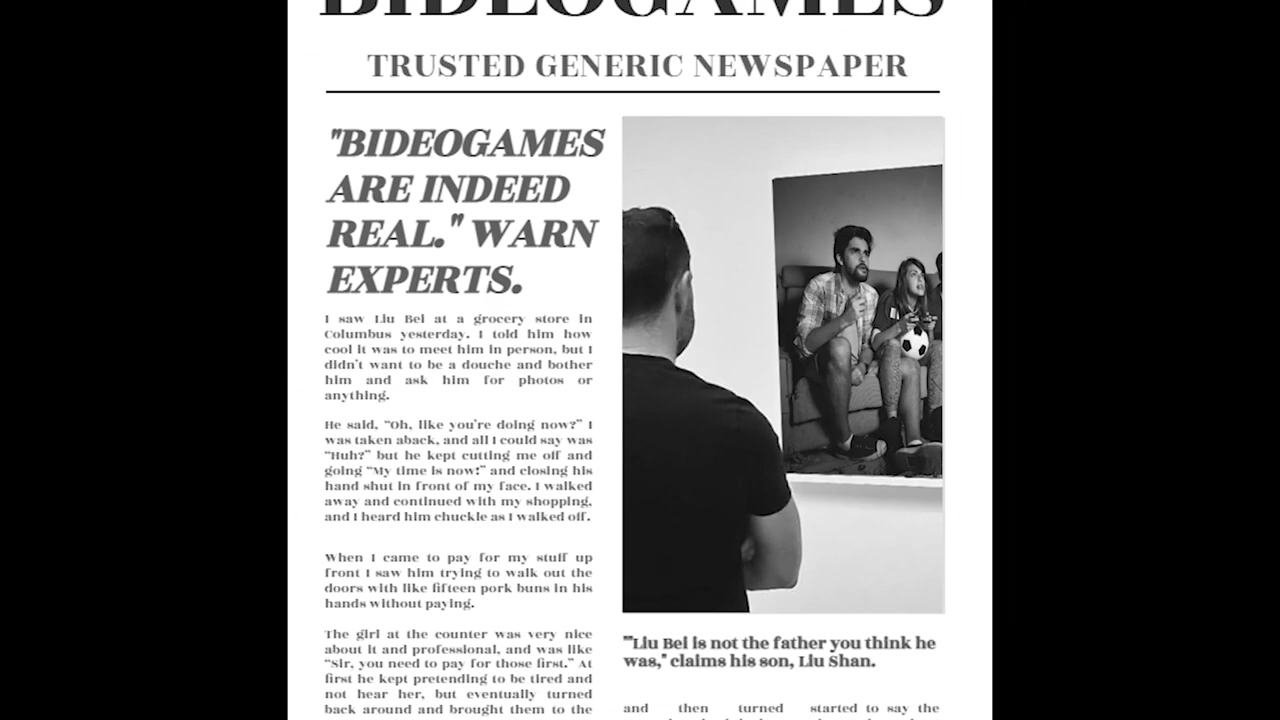 BIDEOGAMES
TRUSTED GENERIC NEWSPAPER
"BIDEOGAMES
ARE INDEED
REAL." WARN
EXPERTS.
I saw Liu Bei at a grocery store in
Columbus yesterday. I told him how
cool it was to meet him in person, but I
didn't want to be a douche and bother
him and ask him for photos or
anything.
He said, “Oh, like you're doing now?” I
was taken aback, and all I could say was
“Huh?” but he kept cutting me off and
going “My time is now!” and closing his
hand shut in front of my face. I walked
away and continued with my shopping,
and I heard him chuckle as I walked off.
When I came to pay for my stuff up
front I saw him trying to walk out the
doors with like fifteen pork buns in his
hands without paying.
The girl at the counter was very nice
about it and professional, and was like
“Sir, you need to pay for those first.” At
first he kept pretending to be tired and
not hear her, but eventually turned
back around and brought them to the
""Liu Bei is not the father you think he
was," claims his son, Liu Shan.
and then turned
started to say the